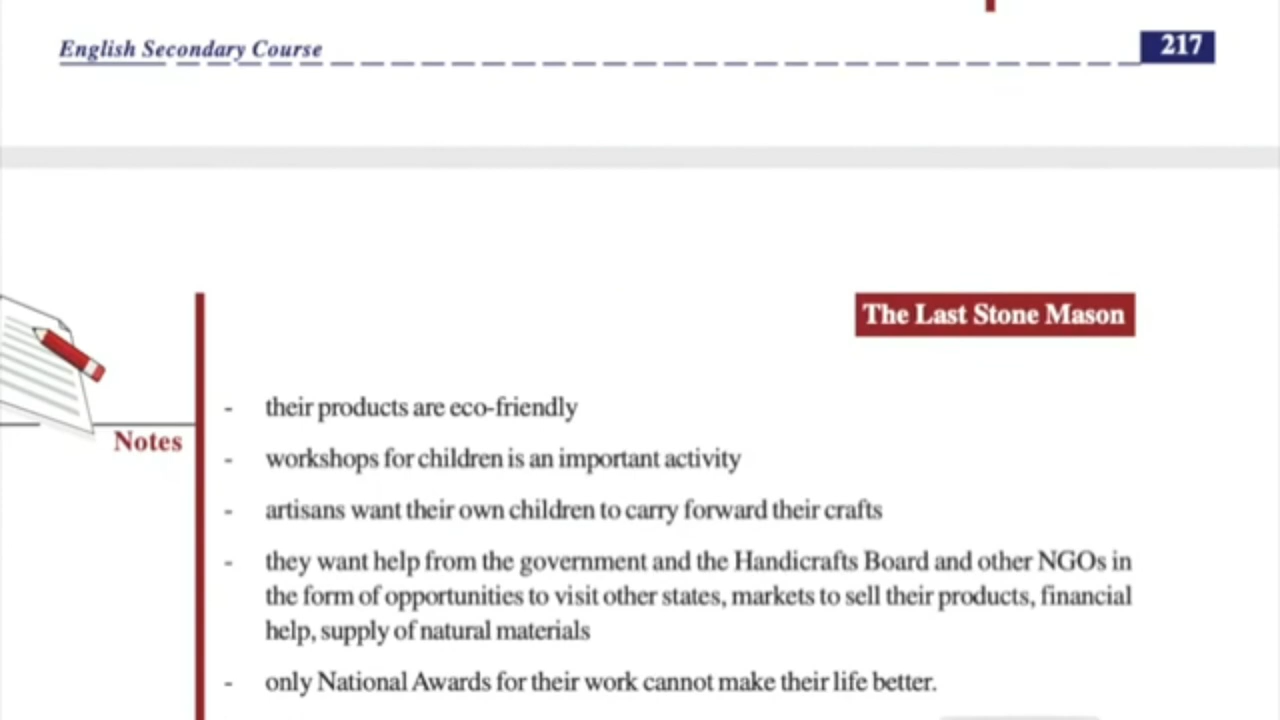 English Secondary Course
217
The Last Stone Mason
Notes
- their products are eco-friendly
- workshops for children is an important activity
- artisans want their own children to carry forward their crafts
- they want help from the government and the Handicrafts Board and other NGOs in
the form of opportunities to visit other states, markets to sell their products, financial
help, supply of natural materials
- only National Awards for their work cannot make their life better.